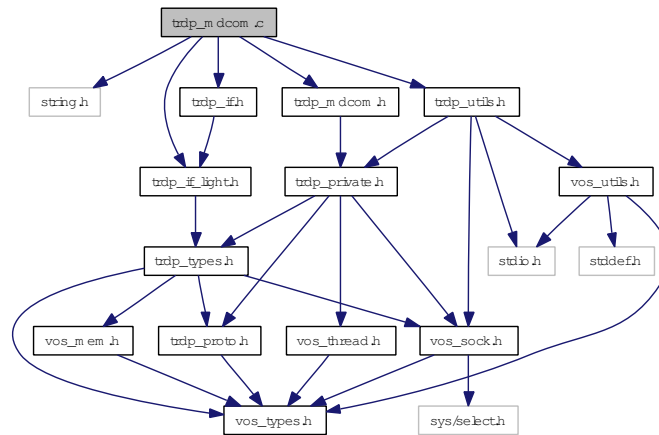 trdp_mdcom.c
string.h
trdp_if.h
trdp_mdcom.h
trdp_utils.h
trdp_if_light.h
trdp_private.h
vos_utils.h
trdp_types.h
stdio.h
stddef.h
vos_mem.h
trdp_proto.h
vos_thread.h
vos_sock.h
vos_types.h
sys/select.h